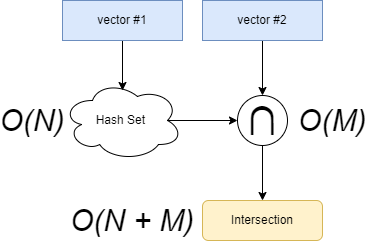 vector #1
vector #2
O(N)
Hash Set
⋂
O(M)
O(N + M)
Intersection